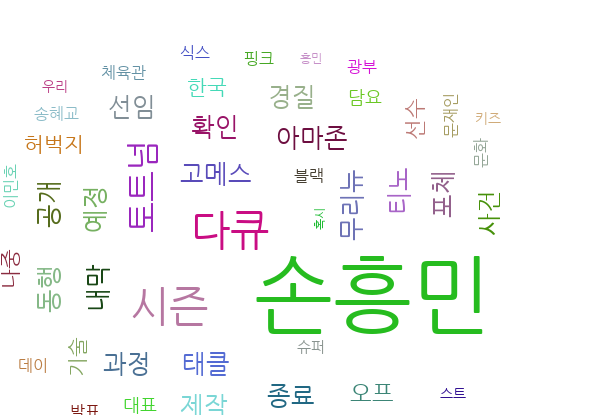 식스
핑크
흥민
광부
체육관
우리
한국
경질
담요
선수
문재인
키즈
송혜교
선임
확인
아마존
허벅지
토트넘
문화
이민호
고메스
블랙
무리뉴
티노
포체
사건
공개
예정
다큐
혹시
나중
동행
내막
시즌
손흥민
데이
기술
과정
태클
슈퍼
발표
대표
제작
종료
오프
스트